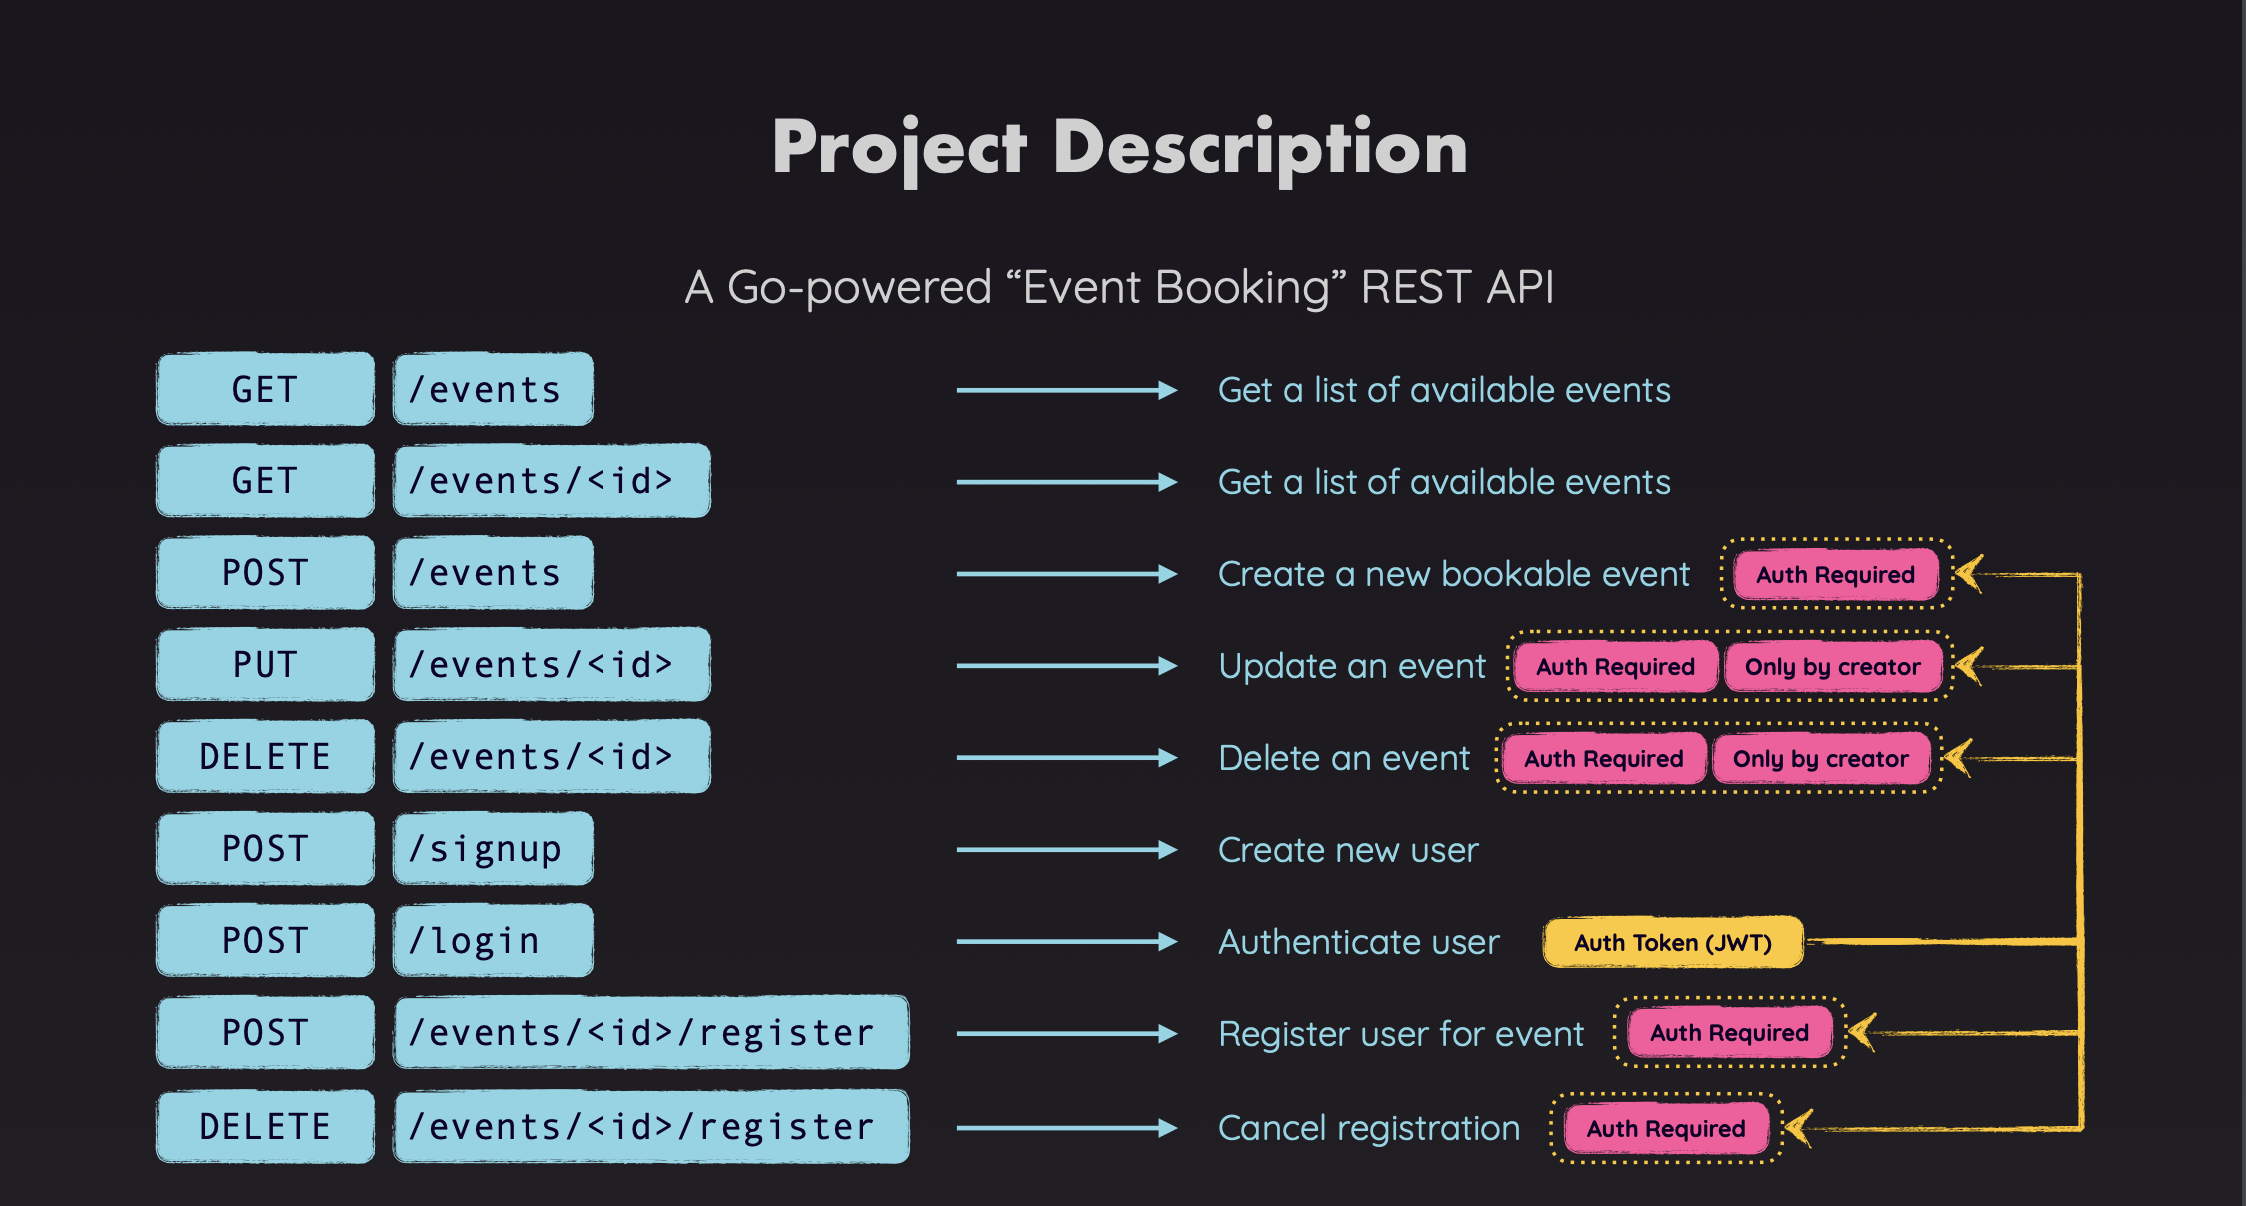 Project Description
A Go-powered “Event Booking” REST API
GET /events Get a list of available events
GET /events/<id> Get a list of available events
POST /events Create a new bookable event Auth Required
PUT /events/<id> Update an event Auth Required Only by creator
DELETE /events/<id> Delete an event Auth Required Only by creator
POST /signup Create new user
POST /login Authenticate user Auth Token (JWT)
POST /events/<id>/register Register user for event Auth Required
DELETE /events/<id>/register Cancel registration Auth Required